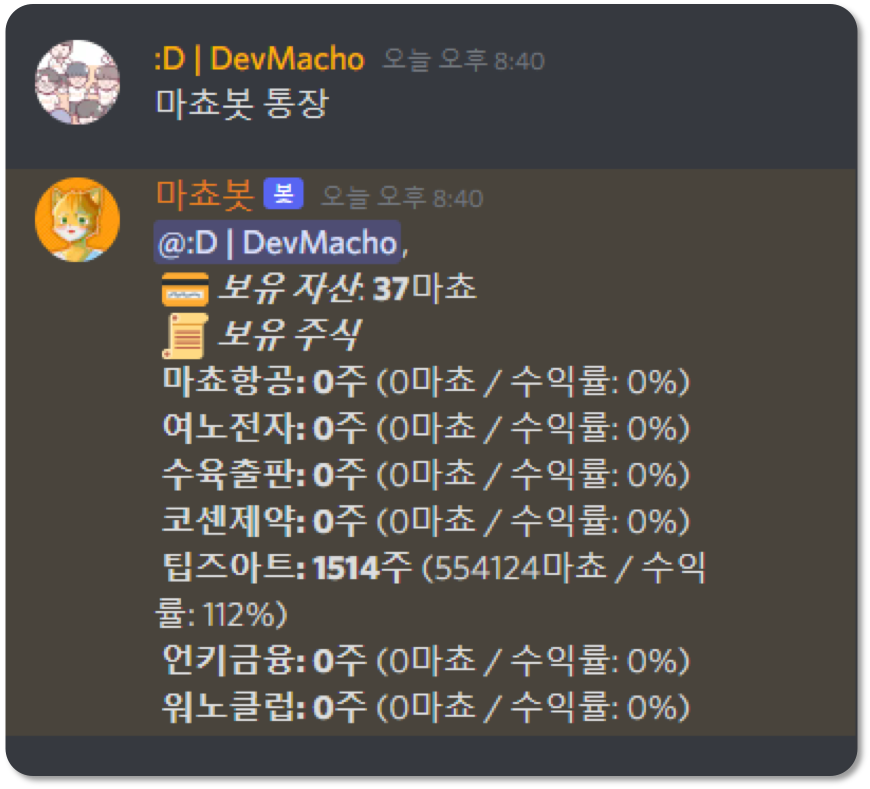 :D | DevMacho 오늘 오후 8:40
마쵸봇 통장
마쵸봇 봇 오늘 오후 8:40
@:D | DevMacho,
보유 자산: 37마쵸
보유 주식
마쵸항공: 0주 (0마쵸 / 수익률: 0%)
여노전자: 0주 (0마쵸 / 수익률: 0%)
수육출판: 0주 (0마쵸 / 수익률: 0%)
코센제약: 0주 (0마쵸 / 수익률: 0%)
팁즈아트: 1514주 (554124마쵸 / 수익
률: 112%)
언키금융: 0주 (0마쵸 / 수익률: 0%)
워노클럽: 0주 (0마쵸 / 수익률: 0%)